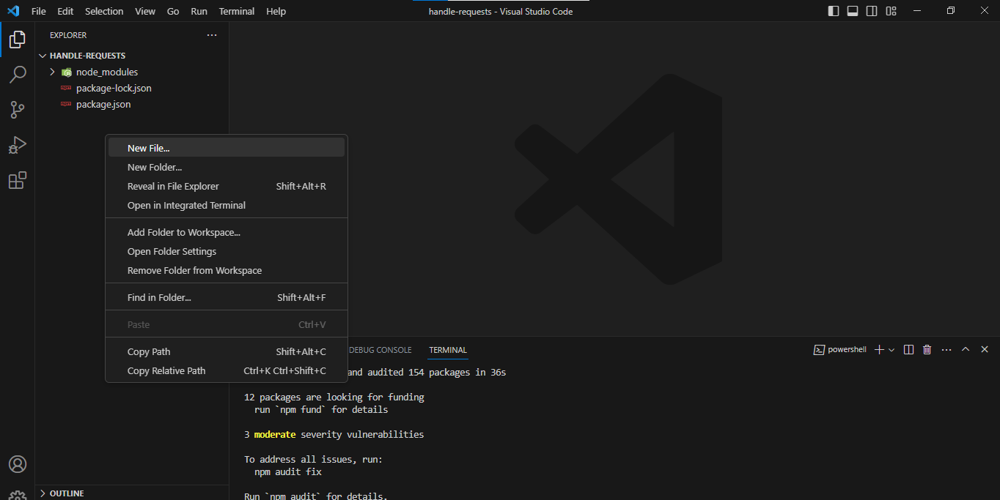 File Edit Selection View Go Run Terminal Help handle-requests - Visual Studio Code
EXPLORER
HANDLE-REQUESTS
node_modules
package-lock.json
package.json
New File...
New Folder...
Reveal in File Explorer Shift+Alt+R
Open in Integrated Terminal
Add Folder to Workspace...
Open Folder Settings
Remove Folder from Workspace
Find in Folder... Shift+Alt+F
Paste Ctrl+V
Copy Path Shift+Alt+C
Copy Relative Path Ctrl+K Ctrl+Shift+C
DEBUG CONSOLE TERMINAL powershell
and audited 154 packages in 36s
12 packages are looking for funding
run `npm fund` for details
3 moderate severity vulnerabilities
To address all issues, run:
npm audit fix
Run `npm audit` for details.
OUTLINE